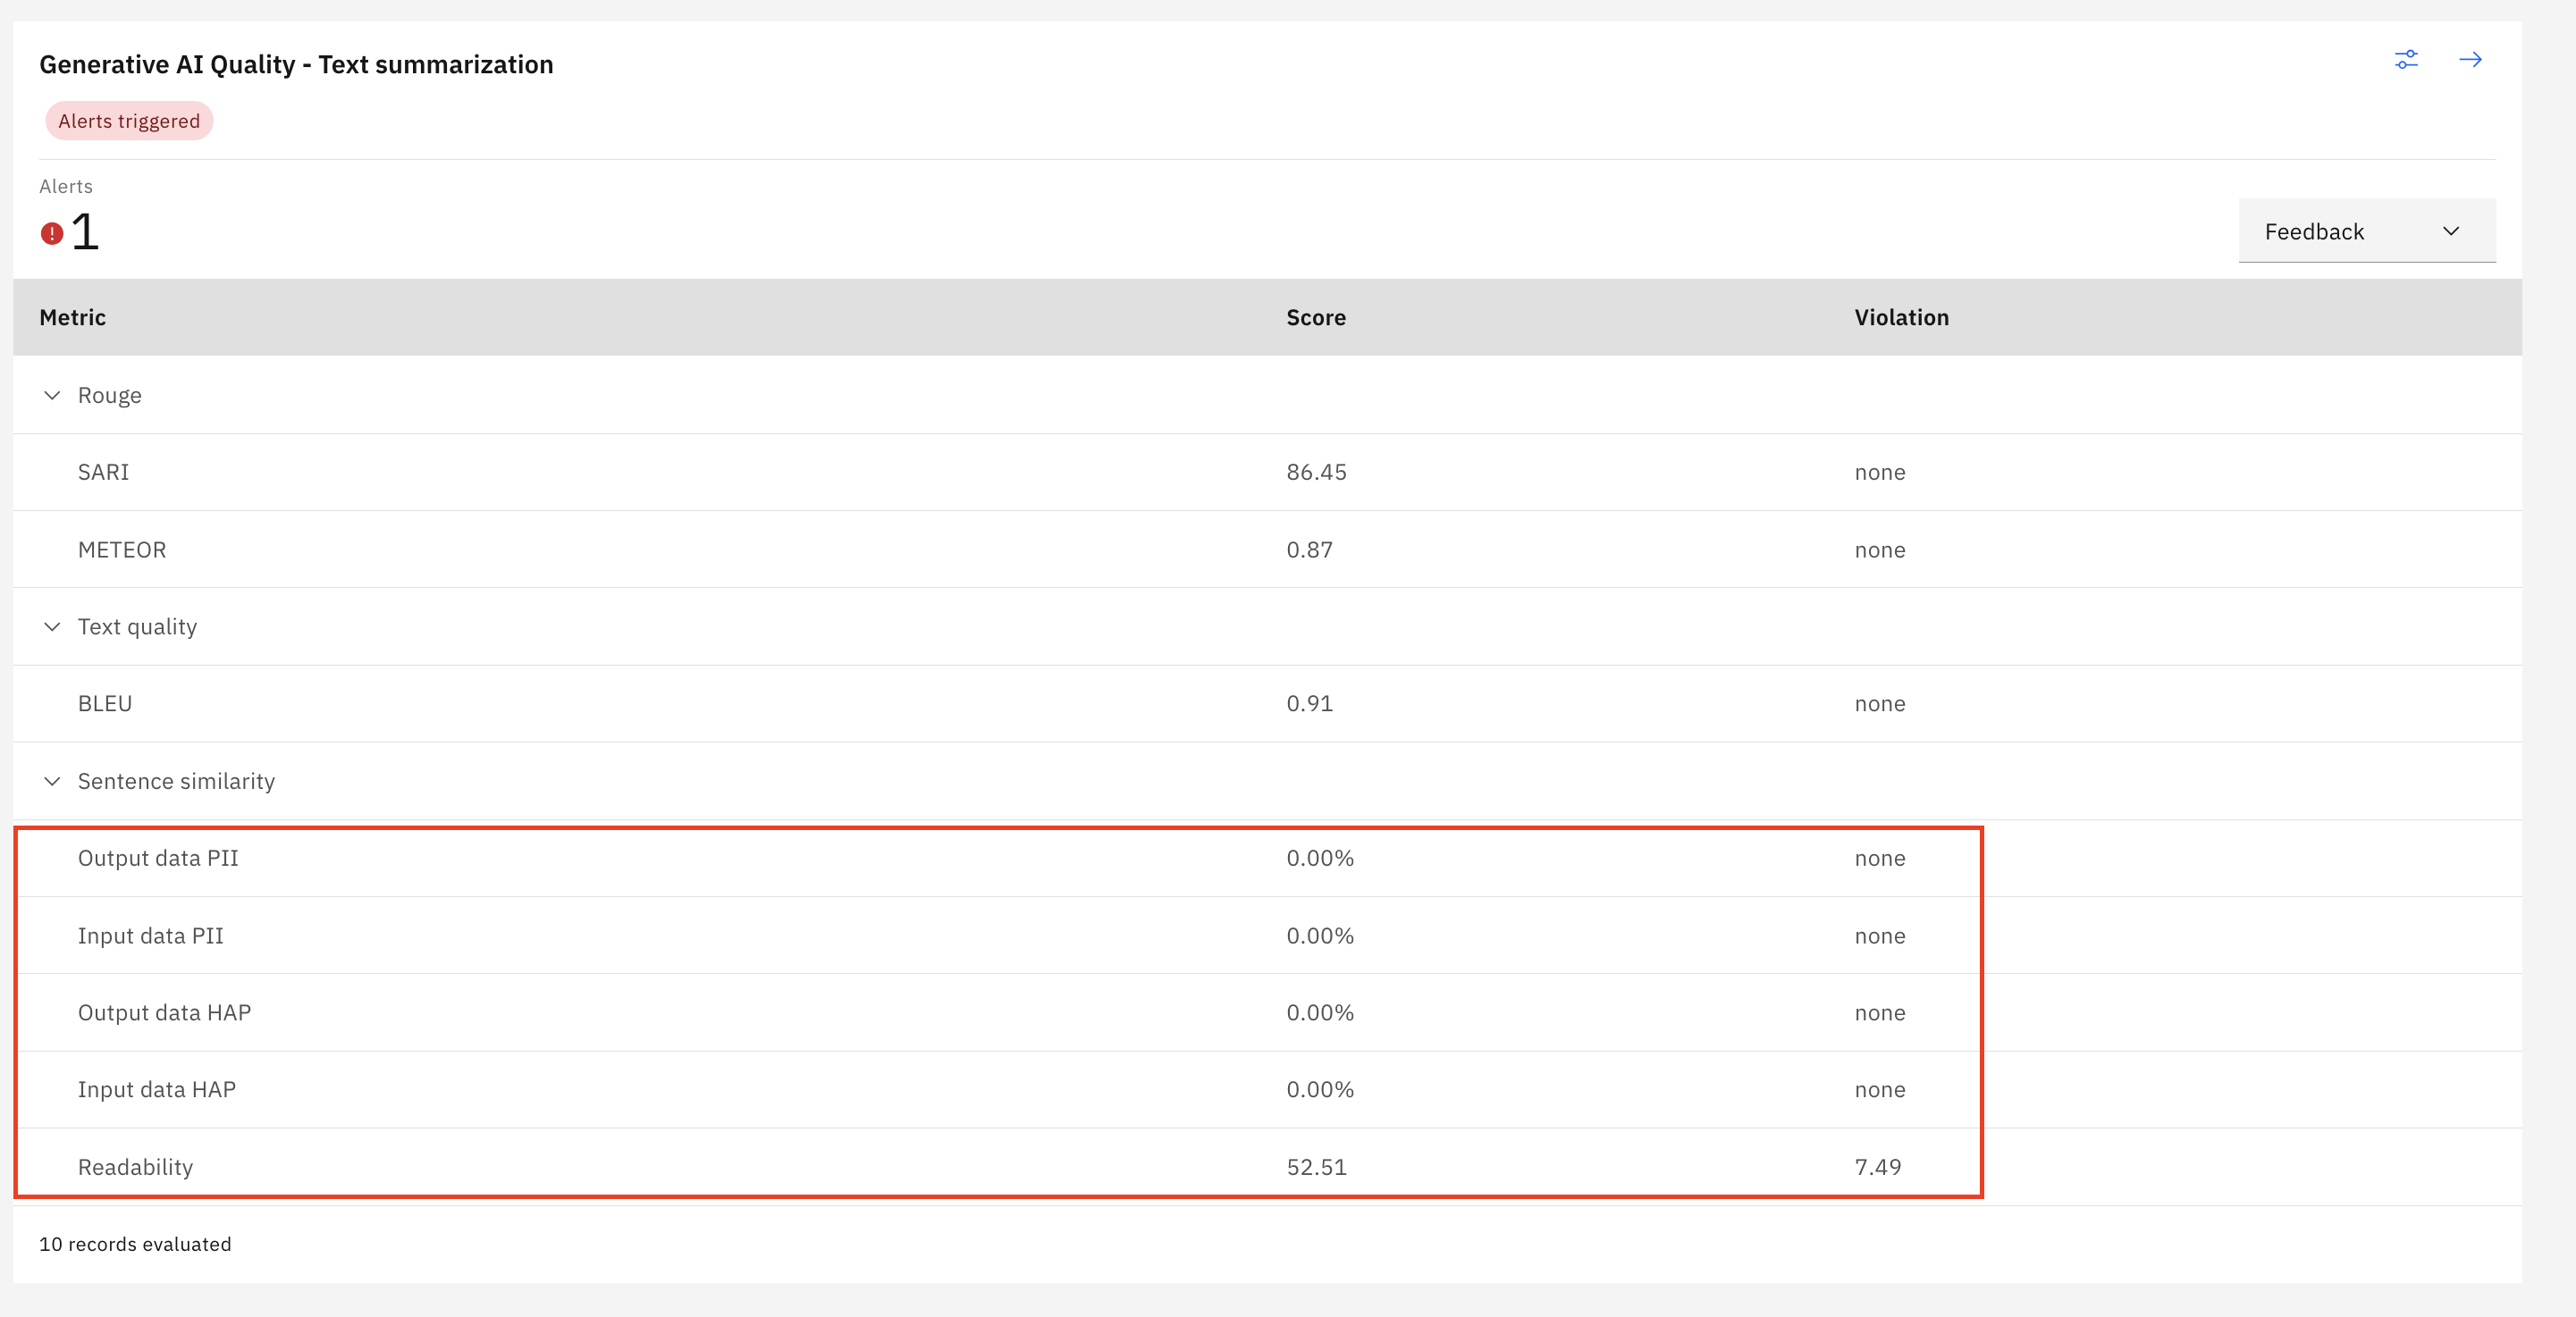 Generative AI Quality - Text summarization
Alerts triggered
Alerts
1
Feedback
Metric Score Violation
Rouge
SARI 86.45 none
METEOR 0.87 none
Text quality
BLEU 0.91 none
Sentence similarity
Output data PII 0.00% none
Input data PII 0.00% none
Output data HAP 0.00% none
Input data HAP 0.00% none
Readability 52.51 7.49
10 records evaluated